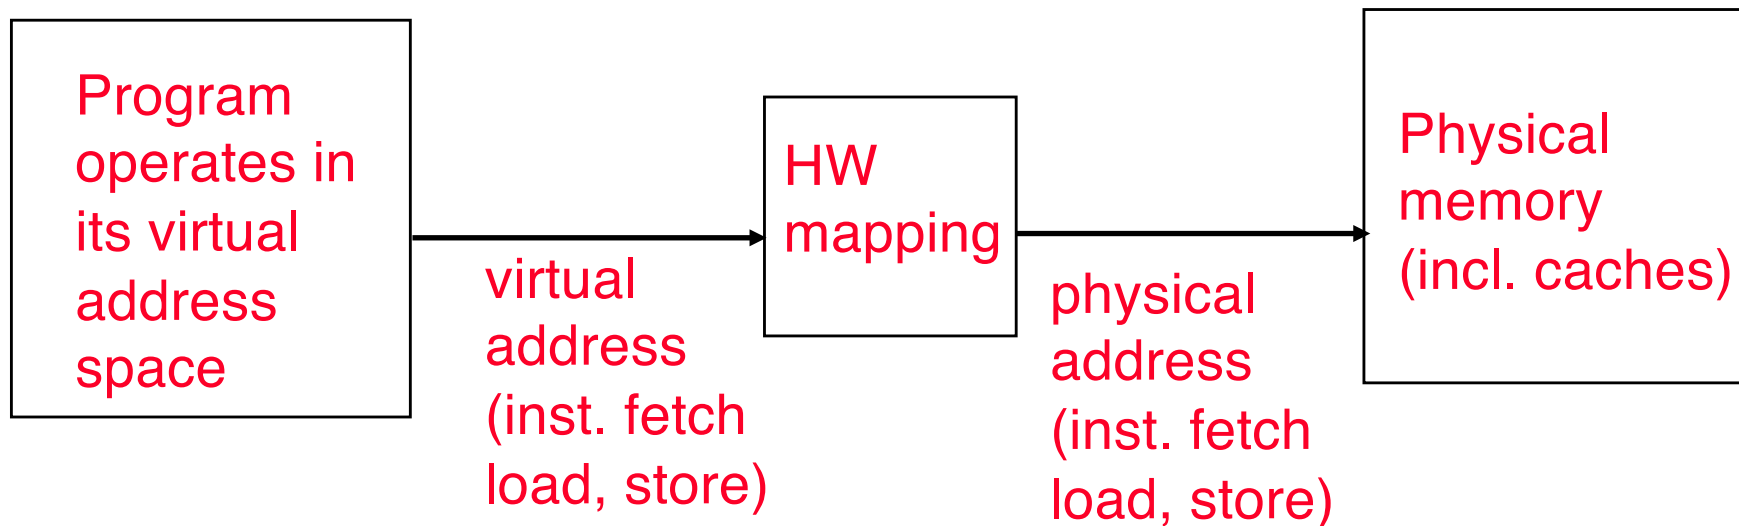 Program
operates in
its virtual
address
space
virtual
address
(inst. fetch
load, store)
HW
mapping
physical
address
(inst. fetch
load, store)
Physical
memory
(incl. caches)